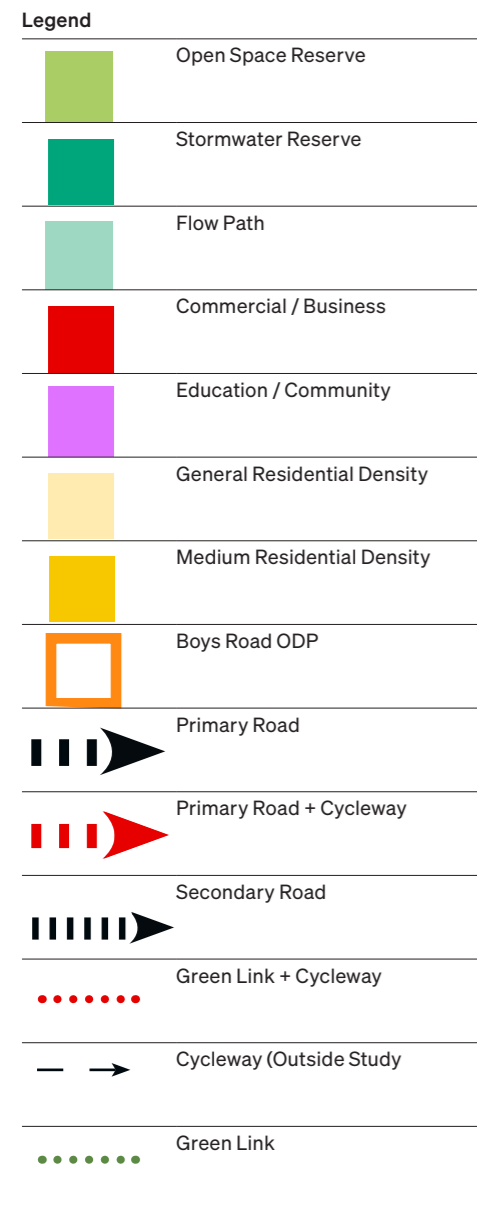 Legend
Open Space Reserve
Stormwater Reserve
Flow Path
Commercial / Business
Education / Community
General Residential Density
Medium Residential Density
Boys Road ODP
Primary Road
Primary Road + Cycleway
Secondary Road
Green Link + Cycleway
Cycleway (Outside Study
Green Link